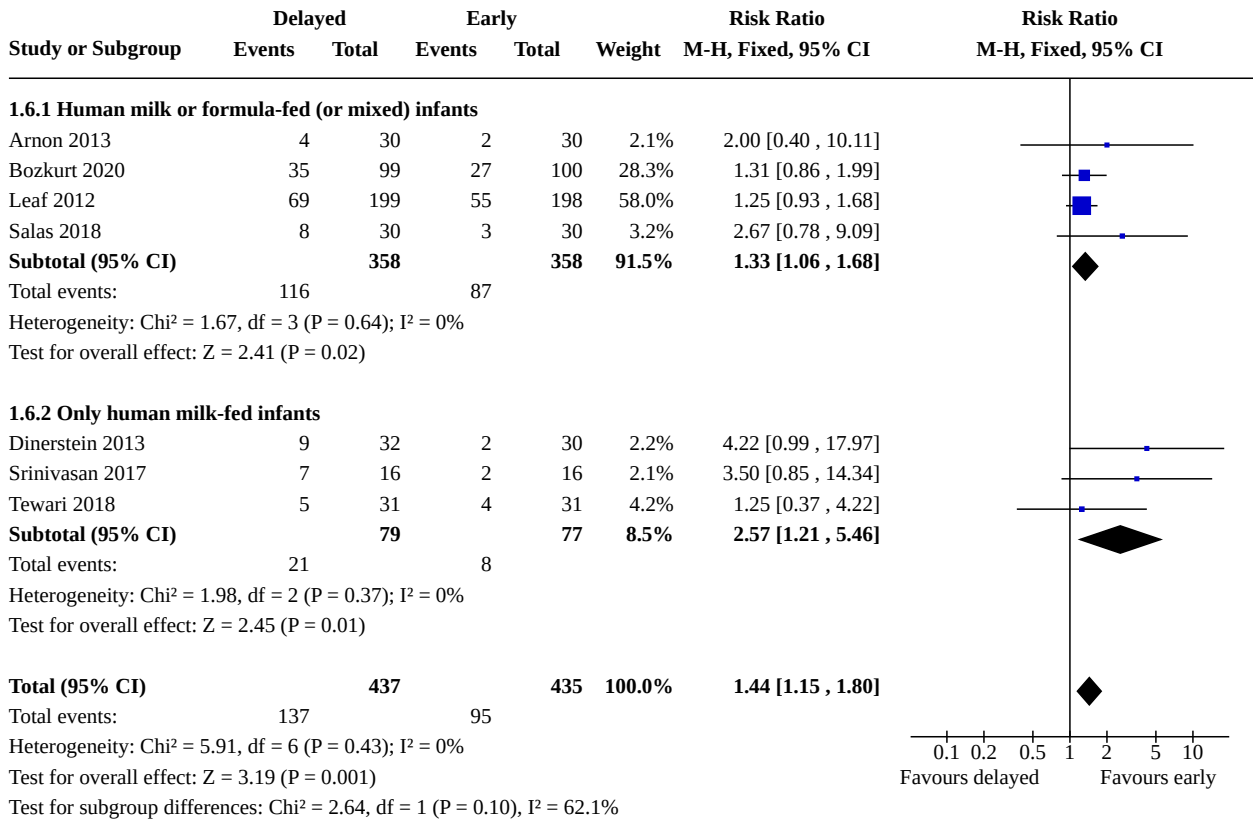 Delayed Early Risk Ratio Risk Ratio
Study or Subgroup Events Total Events Total Weight M-H, Fixed, 95% CI M-H, Fixed, 95% CI
1.6.1 Human milk or formula-fed (or mixed) infants
Arnon 2013 4 30 2 30 2.1% 2.00 [0.40 , 10.11]
Bozkurt 2020 35 99 27 100 28.3% 1.31 [0.86 , 1.99]
Leaf 2012 69 199 55 198 58.0% 1.25 [0.93 , 1.68]
Salas 2018 8 30 3 30 3.2% 2.67 [0.78 , 9.09]
Subtotal (95% CI) 358 358 91.5% 1.33 [1.06 , 1.68]
Total events: 116 87
Heterogeneity: Chi² = 1.67, df = 3 (P = 0.64); I² = 0%
Test for overall effect: Z = 2.41 (P = 0.02)
1.6.2 Only human milk-fed infants
Dinerstein 2013 9 32 2 30 2.2% 4.22 [0.99 , 17.97]
Srinivasan 2017 7 16 2 16 2.1% 3.50 [0.85 , 14.34]
Tewari 2018 5 31 4 31 4.2% 1.25 [0.37 , 4.22]
Subtotal (95% CI) 79 77 8.5% 2.57 [1.21 , 5.46]
Total events: 21 8
Heterogeneity: Chi² = 1.98, df = 2 (P = 0.37); I² = 0%
Test for overall effect: Z = 2.45 (P = 0.01)
Total (95% CI) 437 435 100.0% 1.44 [1.15 , 1.80]
Total events: 137 95
Heterogeneity: Chi² = 5.91, df = 6 (P = 0.43); I² = 0%
0.1 0.2 0.5 1 2 5 10
Test for overall effect: Z = 3.19 (P = 0.001) Favours delayed Favours early
Test for subgroup differences: Chi² = 2.64, df = 1 (P = 0.10), I² = 62.1%